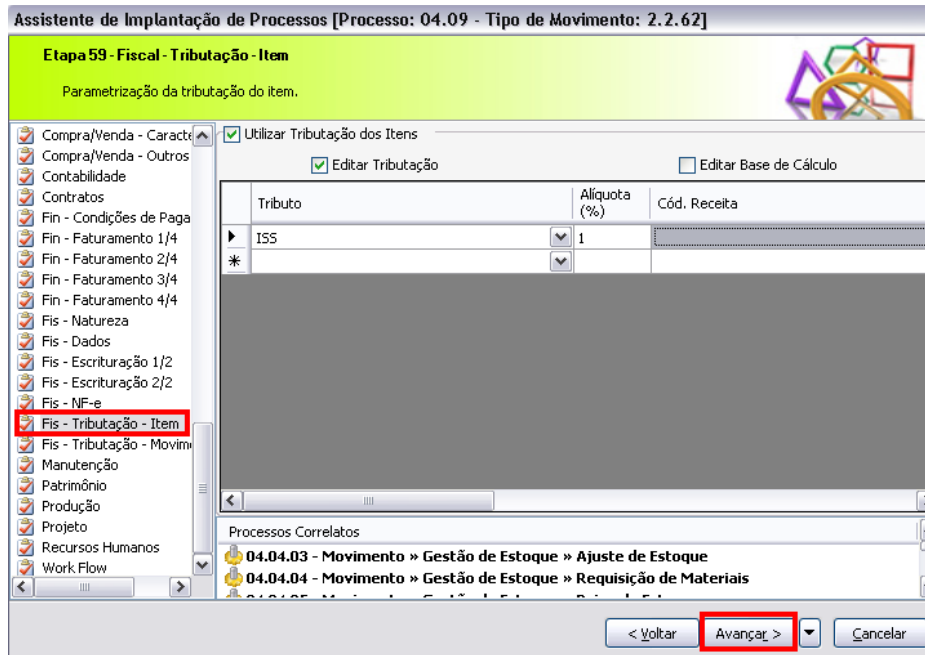 Assistente de Implantação de Processos [Processo: 04.09 - Tipo de Movimento: 2.2.62]
Etapa 59 - Fiscal - Tributação - Item
Parametrização da tributação do item.
Compra/Venda - Caracte
Compra/Venda - Outros
Contabilidade
Contratos
Fin - Condições de Paga
Fin - Faturamento 1/4
Fin - Faturamento 2/4
Fin - Faturamento 3/4
Fin - Faturamento 4/4
Fis - Natureza
Fis - Dados
Fis - Escrituração 1/2
Fis - Escrituração 2/2
Fis - NF-e
Fis - Tributação - Item
Fis - Tributação - Movim
Manutenção
Patrimônio
Produção
Projeto
Recursos Humanos
Work Flow
Utilizar Tributação dos Itens
Editar Tributação
Editar Base de Cálculo
Tributo
Alíquota
(%)
Cód. Receita
ISS
1
Processos Correlatos
04.04.03 - Movimento » Gestão de Estoque » Ajuste de Estoque
04.04.04 - Movimento » Gestão de Estoque » Requisição de Materiais
< Voltar
Avançar >
Cancelar